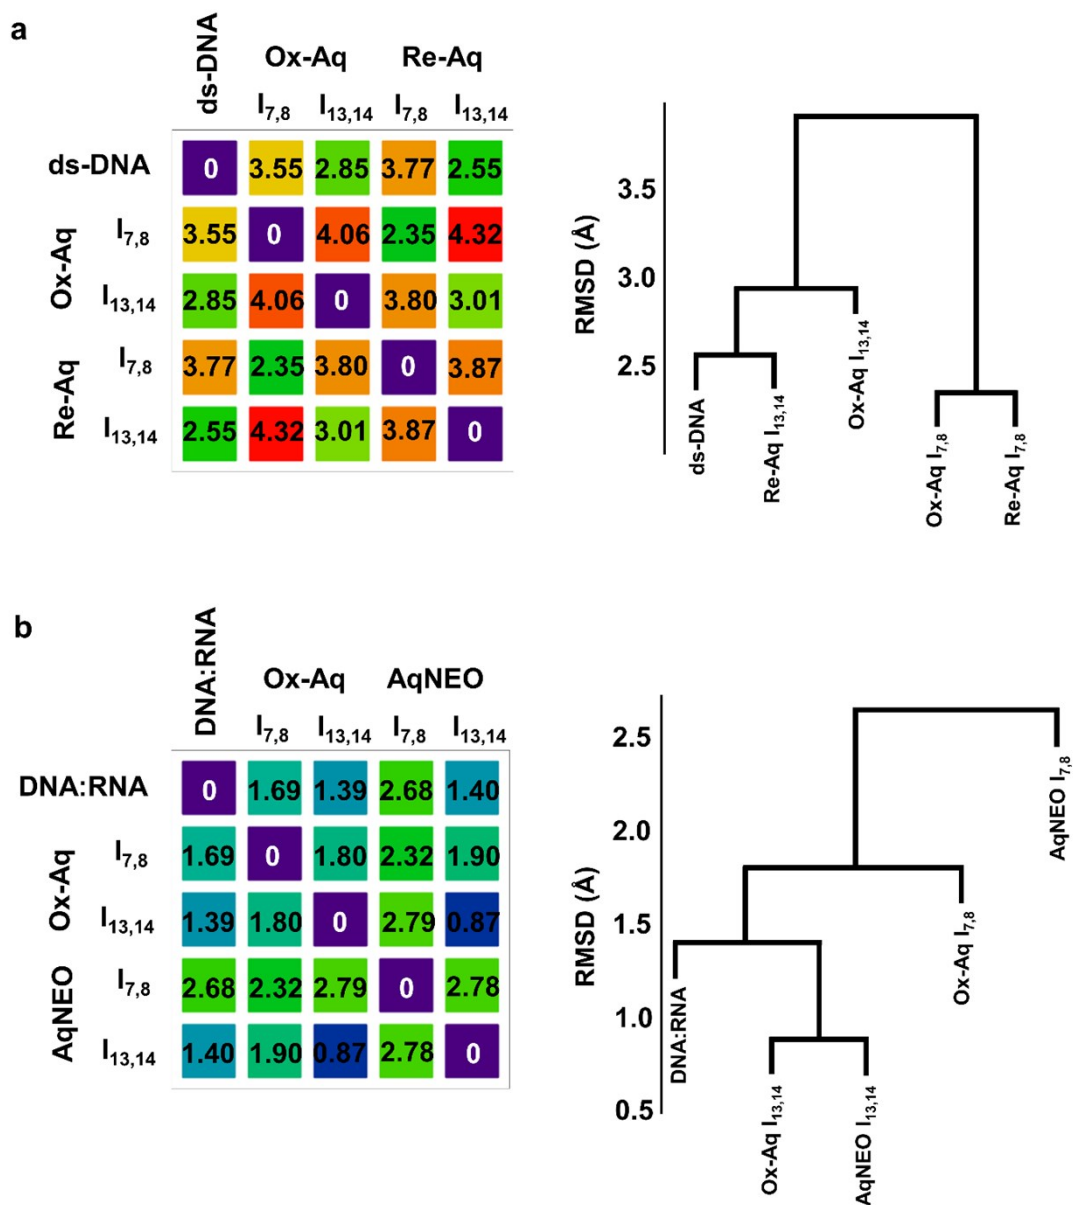 a
ds-DNA
Ox-Aq Re-Aq
I7,8 I13,14 I7,8 I13,14
ds-DNA 0 3.55 2.85 3.77 2.55
Ox-Aq
I7,8 3.55 0 4.06 2.35 4.32
I13,14 2.85 4.06 0 3.80 3.01
Re-Aq
I7,8 3.77 2.35 3.80 0 3.87
I13,14 2.55 4.32 3.01 3.87 0
RMSD (Å)
3.5
3.0
2.5
ds-DNA
Re-Aq I13,14
Ox-Aq I13,14
Ox-Aq I7,8
Re-Aq I7,8
b
DNA:RNA
Ox-Aq AqNEO
I7,8 I13,14 I7,8 I13,14
DNA:RNA 0 1.69 1.39 2.68 1.40
Ox-Aq
I7,8 1.69 0 1.80 2.32 1.90
I13,14 1.39 1.80 0 2.79 0.87
AqNEO
I7,8 2.68 2.32 2.79 0 2.78
I13,14 1.40 1.90 0.87 2.78 0
RMSD (Å)
2.5
2.0
1.5
1.0
0.5
DNA:RNA
Ox-Aq I13,14
AqNEO I13,14
Ox-Aq I7,8
AqNEO I7,8